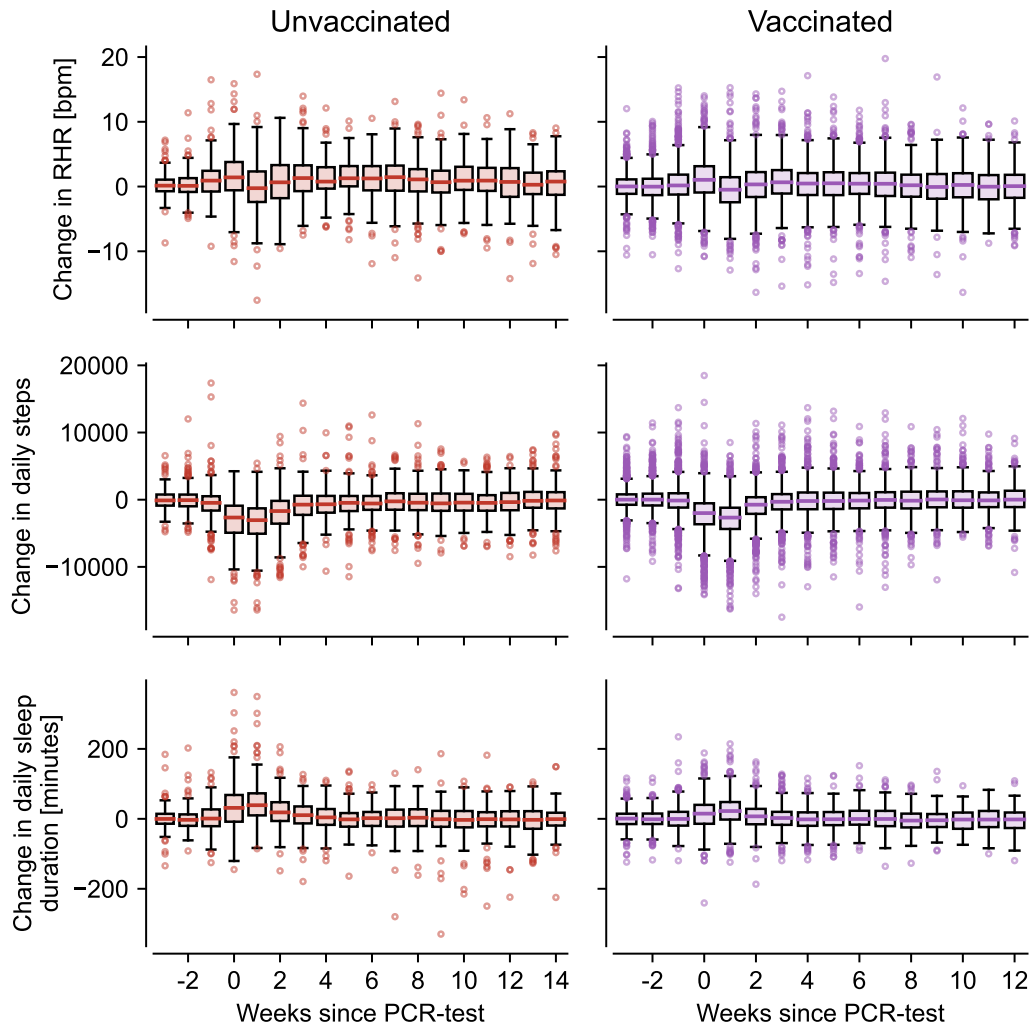 Unvaccinated Vaccinated
Change in RHR [bpm]
20
10
0
−10
Change in daily steps
20000
10000
0
−10000
Change in daily sleep
duration [minutes]
200
0
−200
-2 0 2 4 6 8 10 12 14 -2 0 2 4 6 8 10 12
Weeks since PCR-test Weeks since PCR-test